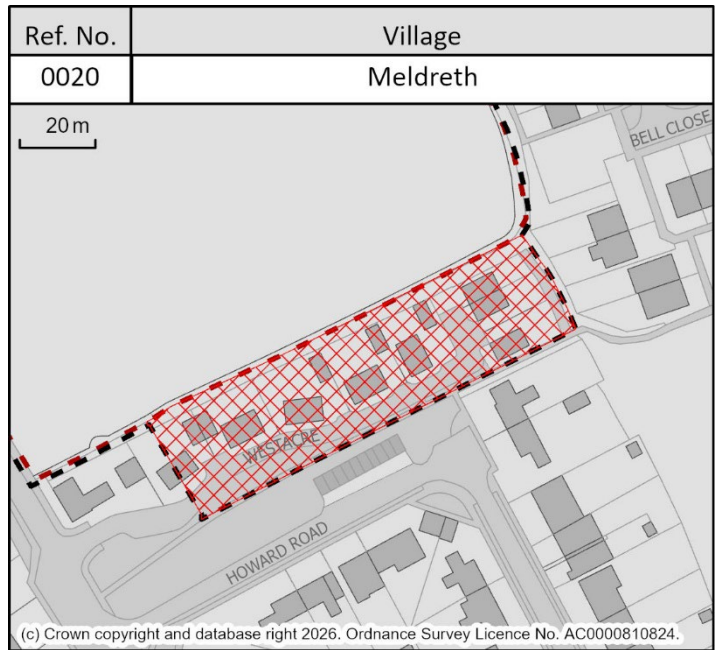 Ref. No. Village
0020 Meldreth
20 m
BELL CLOSE
WESTACRE
HOWARD ROAD
(c) Crown copyright and database right 2026. Ordnance Survey Licence No. AC0000810824.